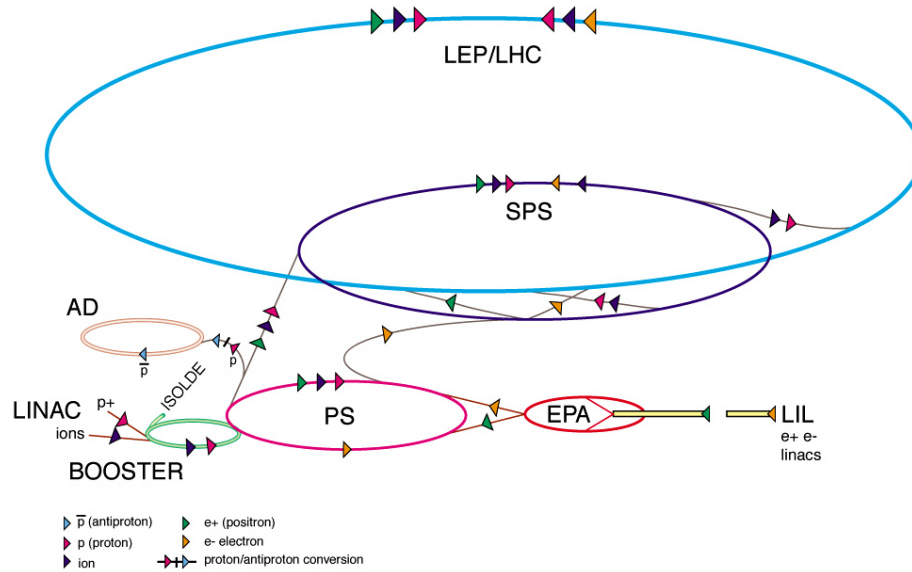 LEP/LHC
SPS
AD
p̅
p
ISOLDE
LINAC
p+
ions
BOOSTER
PS
EPA
LIL
e+ e-
linacs
p̅ (antiproton)
p (proton)
ion
e+ (positron)
e- electron
proton/antiproton conversion